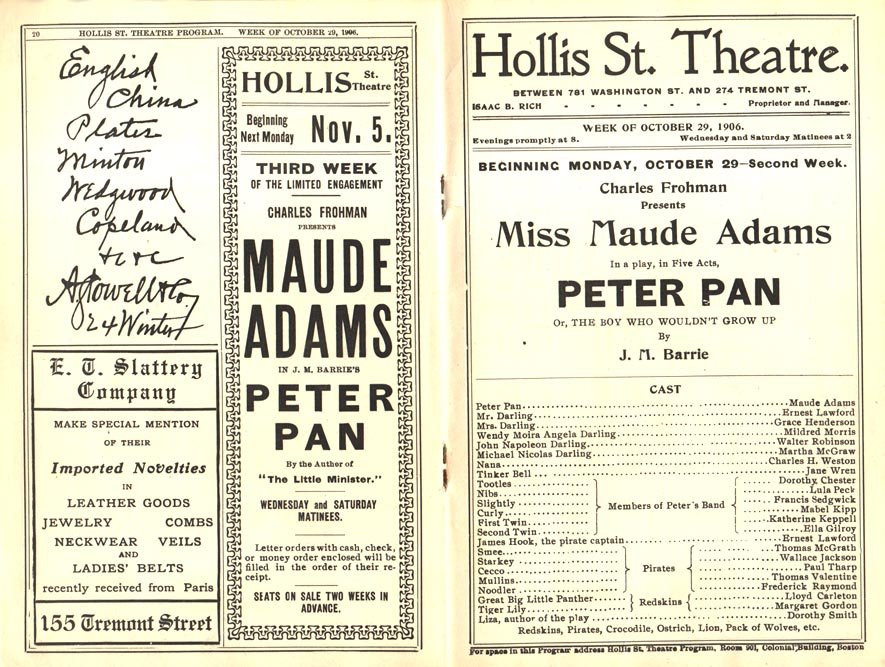 20 HOLLIS ST. THEATRE PROGRAM. WEEK OF OCTOBER 29, 1906.
English
China
Plates
Minton
Wedgwood
Copeland
&c &c
A Stowell & Co
24 Winter
E. T. Slattery
Company
MAKE SPECIAL MENTION
OF THEIR
Imported Novelties
IN
LEATHER GOODS
JEWELRY COMBS
NECKWEAR VEILS
AND
LADIES' BELTS
recently received from Paris
155 Tremont Street
HOLLIS St. Theatre
Beginning
Next Monday Nov. 5.
THIRD WEEK
OF THE LIMITED ENGAGEMENT
CHARLES FROHMAN
PRESENTS
MAUDE
ADAMS
IN J. M. BARRIE'S
PETER
PAN
By the Author of
"The Little Minister."
WEDNESDAY and SATURDAY
MATINEES.
Letter orders with cash, check,
or money order enclosed will be
filled in the order of their re-
ceipt.
SEATS ON SALE TWO WEEKS IN
ADVANCE.
Hollis St. Theatre.
BETWEEN 781 WASHINGTON ST. AND 274 TREMONT ST.
ISAAC B. RICH - - - - - - - Proprietor and Manager.
WEEK OF OCTOBER 29, 1906.
Evenings promptly at 8. Wednesday and Saturday Matinees at 2
BEGINNING MONDAY, OCTOBER 29—Second Week.
Charles Frohman
Presents
Miss Maude Adams
In a play, in Five Acts,
PETER PAN
Or, THE BOY WHO WOULDN'T GROW UP
By
J. M. Barrie
CAST
Peter Pan Maude Adams
Mr. Darling Ernest Lawford
Mrs. Darling Grace Henderson
Wendy Moira Angela Darling Mildred Morris
John Napoleon Darling Walter Robinson
Michael Nicolas Darling Martha McGraw
Nana Charles H. Weston
Tinker Bell Jane Wren
Tootles Dorothy Chester
Nibs Lula Peck
Slightly Francis Sedgwick
Members of Peter's Band
Curly Mabel Kipp
First Twin Katherine Keppell
Second Twin Ella Gilroy
James Hook, the pirate captain Ernest Lawford
Smee Thomas McGrath
Starkey Wallace Jackson
Cecco Pirates Paul Tharp
Mullins Thomas Valentine
Noodler Frederick Raymond
Great Big Little Panther Redskins Lloyd Carleton
Tiger Lily Margaret Gordon
Liza, author of the play Dorothy Smith
Redskins, Pirates, Crocodile, Ostrich, Lion, Pack of Wolves, etc.
For space in this Program address Hollis St. Theatre Program, Room 901, Colonial Building, Boston